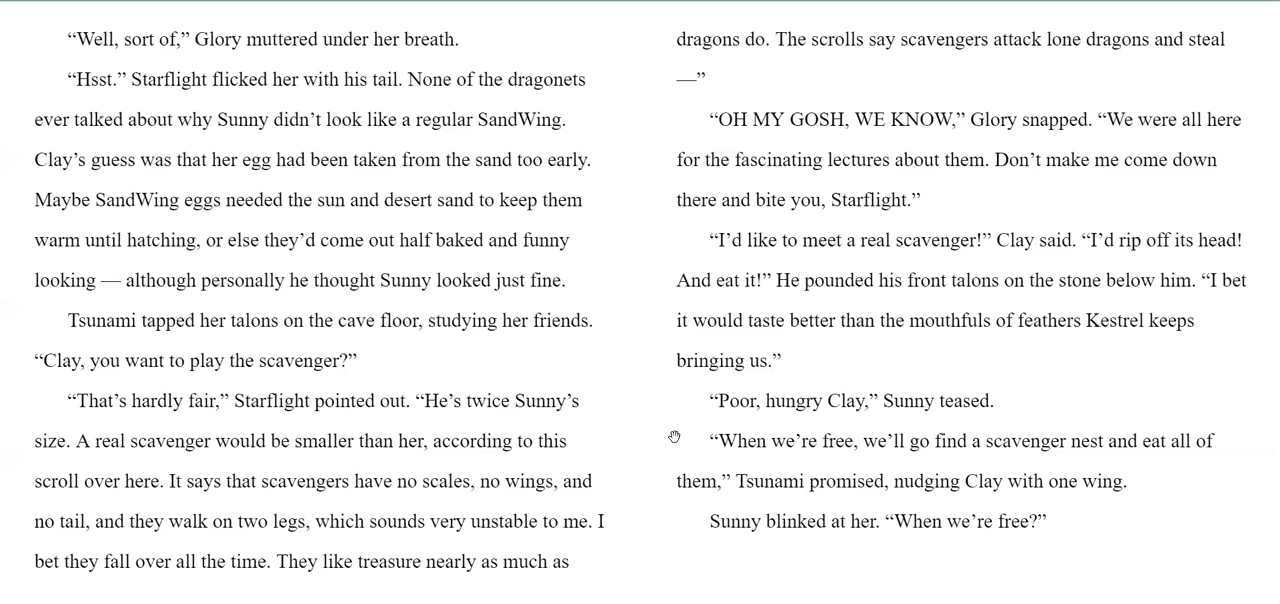 “Well, sort of,” Glory muttered under her breath.
“Hsst.” Starflight flicked her with his tail. None of the dragonets
ever talked about why Sunny didn’t look like a regular SandWing.
Clay’s guess was that her egg had been taken from the sand too early.
Maybe SandWing eggs needed the sun and desert sand to keep them
warm until hatching, or else they’d come out half baked and funny
looking — although personally he thought Sunny looked just fine.
Tsunami tapped her talons on the cave floor, studying her friends.
“Clay, you want to play the scavenger?”
“That’s hardly fair,” Starflight pointed out. “He’s twice Sunny’s
size. A real scavenger would be smaller than her, according to this
scroll over here. It says that scavengers have no scales, no wings, and
no tail, and they walk on two legs, which sounds very unstable to me. I
bet they fall over all the time. They like treasure nearly as much as
dragons do. The scrolls say scavengers attack lone dragons and steal
—”
“OH MY GOSH, WE KNOW,” Glory snapped. “We were all here
for the fascinating lectures about them. Don’t make me come down
there and bite you, Starflight.”
“I’d like to meet a real scavenger!” Clay said. “I’d rip off its head!
And eat it!” He pounded his front talons on the stone below him. “I bet
it would taste better than the mouthfuls of feathers Kestrel keeps
bringing us.”
“Poor, hungry Clay,” Sunny teased.
“When we’re free, we’ll go find a scavenger nest and eat all of
them,” Tsunami promised, nudging Clay with one wing.
Sunny blinked at her. “When we’re free?”